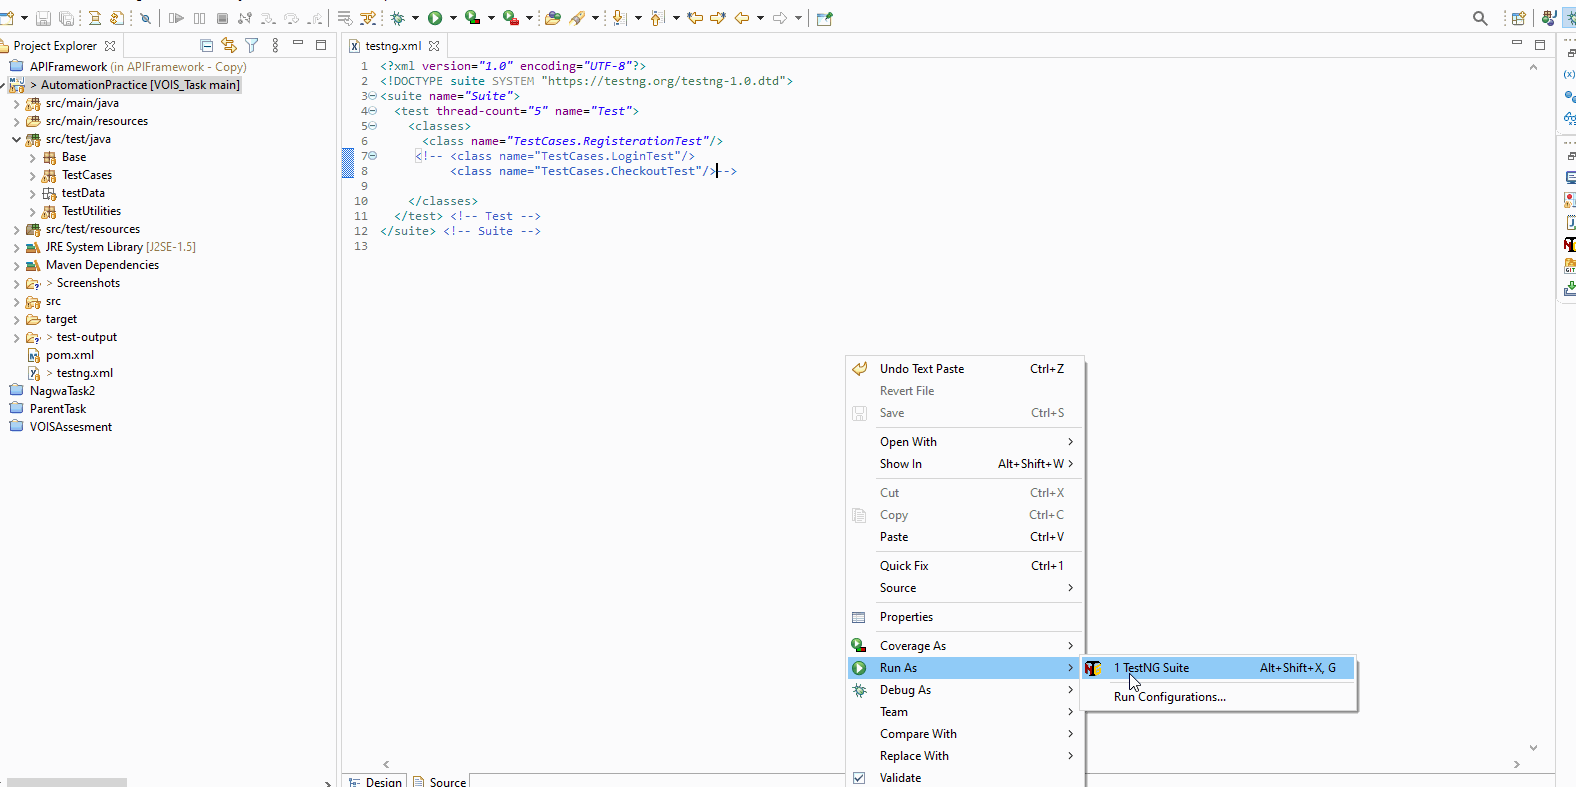 Project Explorer
APIFramework (in APIFramework - Copy)
> AutomationPractice [VOIS_Task main]
src/main/java
src/main/resources
src/test/java
Base
TestCases
testData
TestUtilities
src/test/resources
JRE System Library [J2SE-1.5]
Maven Dependencies
> Screenshots
src
target
> test-output
pom.xml
> testng.xml
NagwaTask2
ParentTask
VOISAssesment
testng.xml
1 <?xml version="1.0" encoding="UTF-8"?>
2 <!DOCTYPE suite SYSTEM "https://testng.org/testng-1.0.dtd">
3 <suite name="Suite">
4 <test thread-count="5" name="Test">
5 <classes>
6 <class name="TestCases.RegisterationTest"/>
7 <!-- <class name="TestCases.LoginTest"/>
8 <class name="TestCases.CheckoutTest"/>-->
9
10 </classes>
11 </test> <!-- Test -->
12 </suite> <!-- Suite -->
13
Undo Text Paste Ctrl+Z
Revert File
Save Ctrl+S
Open With
Show In Alt+Shift+W
Cut Ctrl+X
Copy Ctrl+C
Paste Ctrl+V
Quick Fix Ctrl+1
Source
Properties
Coverage As
Run As
Debug As
Team
Compare With
Replace With
Validate
1 TestNG Suite Alt+Shift+X, G
Run Configurations...
Design
Source